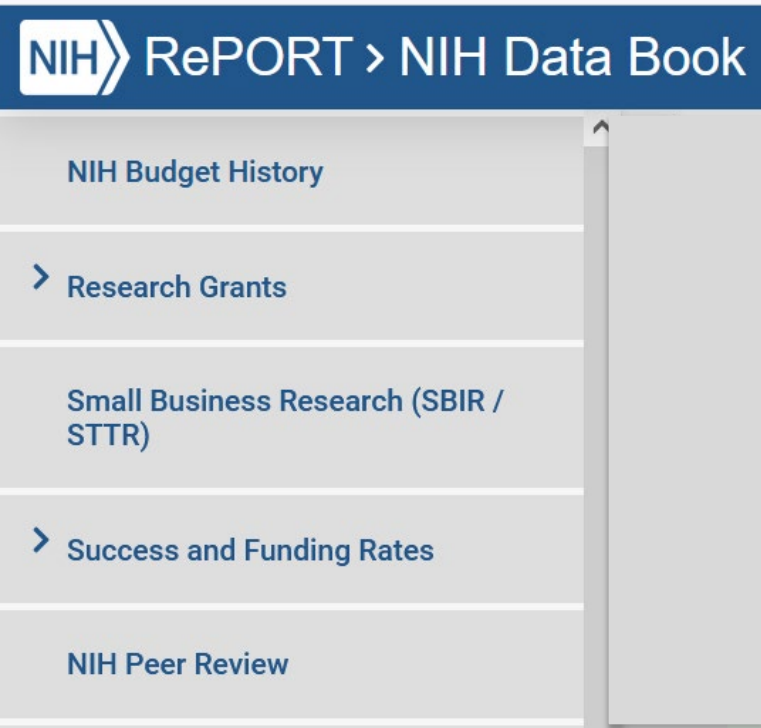 NIH RePORT > NIH Data Book
NIH Budget History
Research Grants
Small Business Research (SBIR /
STTR)
Success and Funding Rates
NIH Peer Review